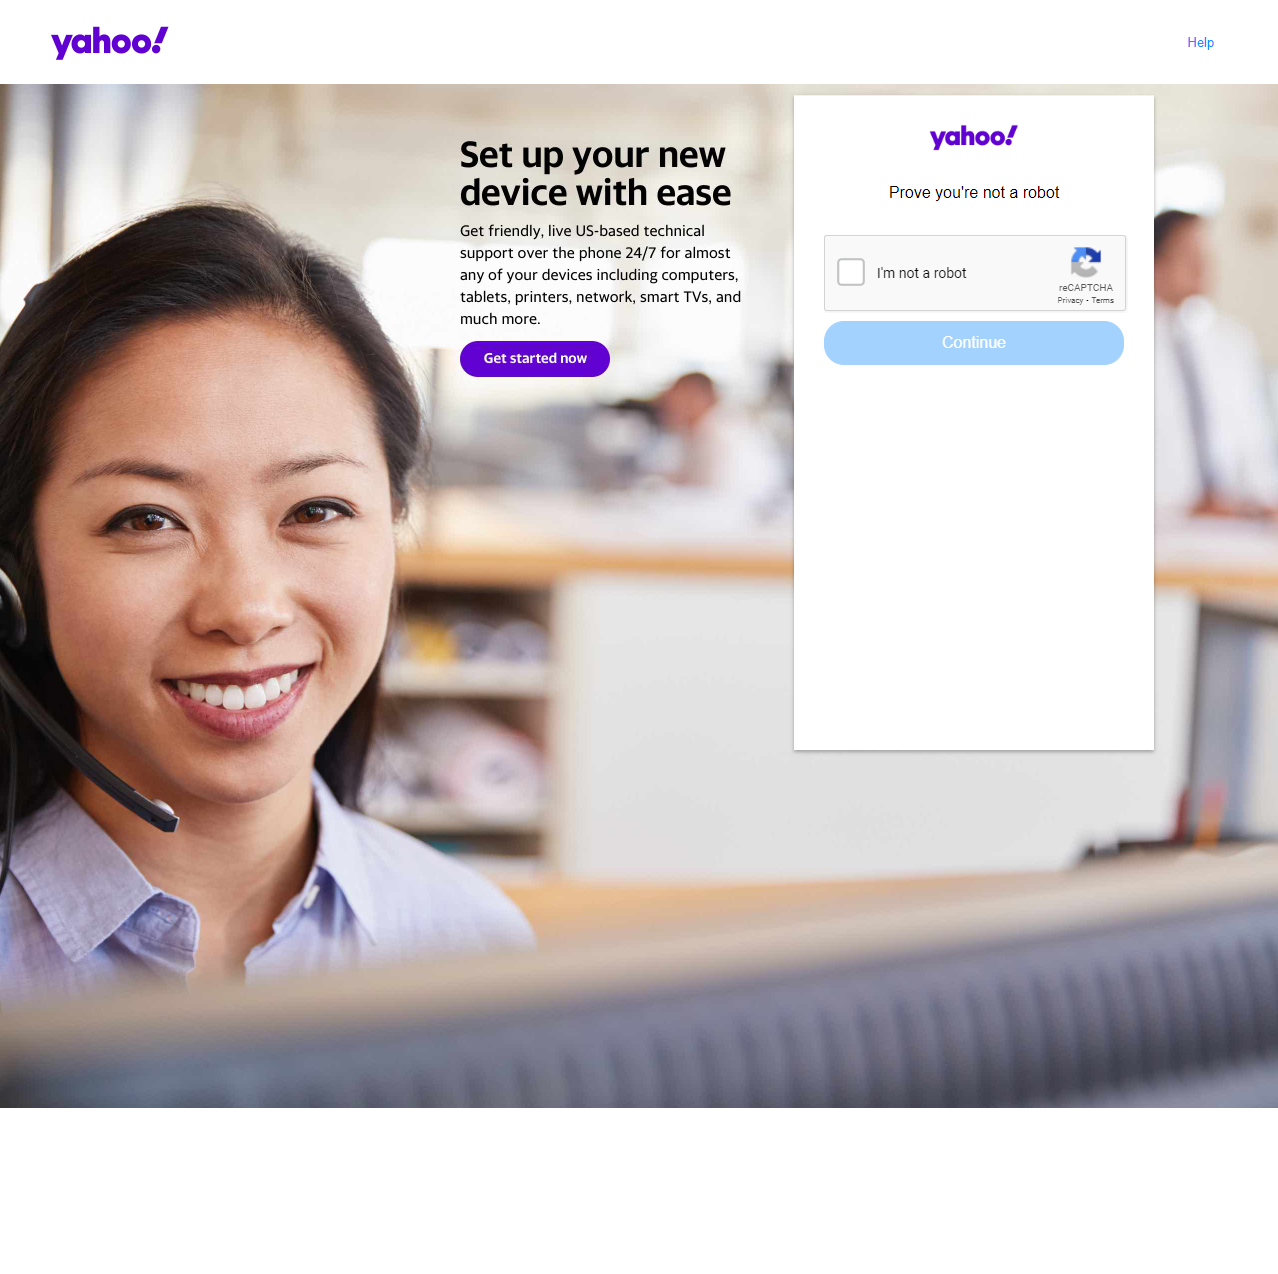 yahoo!
Help
Set up your new
device with ease
Get friendly, live US-based technical
support over the phone 24/7 for almost
any of your devices including computers,
tablets, printers, network, smart TVs, and
much more.
Get started now
yahoo!
Prove you're not a robot
I'm not a robot
reCAPTCHA
Privacy - Terms
Continue